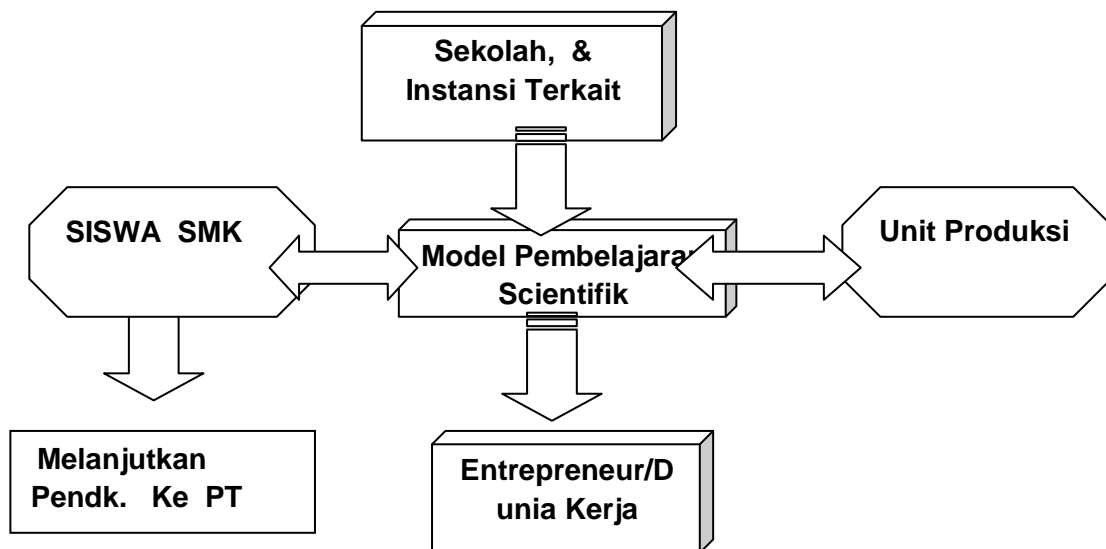 Sekolah, &
Instansi Terkait
SISWA SMK
Model Pembelajaran
Scientifik
Unit Produksi
Melanjutkan
Pendk. Ke PT
Entrepreneur/D
unia Kerja